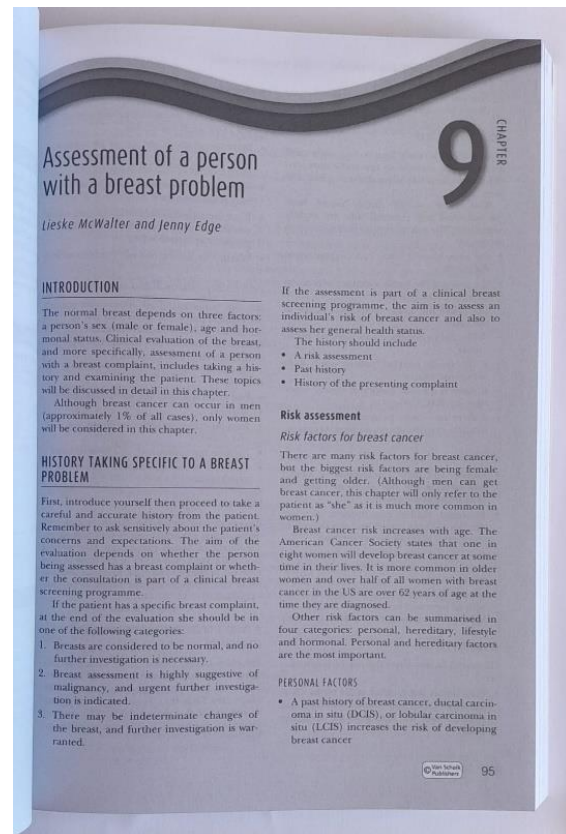 CHAPTER
9
Assessment of a person
with a breast problem
Lieske McWalter and Jenny Edge
INTRODUCTION
The normal breast depends on three factors:
a person's sex (male or female), age and hor-
monal status. Clinical evaluation of the breast,
and more specifically, assessment of a person
with a breast complaint, includes taking a his-
tory and examining the patient. These topics
will be discussed in detail in this chapter.
Although breast cancer can occur in men
(approximately 1% of all cases), only women
will be considered in this chapter.
HISTORY TAKING SPECIFIC TO A BREAST
PROBLEM
First, introduce yourself then proceed to take a
careful and accurate history from the patient.
Remember to ask sensitively about the patient's
concerns and expectations. The aim of the
evaluation depends on whether the person
being assessed has a breast complaint or wheth-
er the consultation is part of a clinical breast
screening programme.
If the patient has a specific breast complaint,
at the end of the evaluation she should be in
one of the following categories:
1. Breasts are considered to be normal, and no
further investigation is necessary.
2. Breast assessment is highly suggestive of
malignancy, and urgent further investiga-
tion is indicated.
3. There may be indeterminate changes of
the breast, and further investigation is war-
ranted.
If the assessment is part of a clinical breast
screening programme, the aim is to assess an
individual's risk of breast cancer and also to
assess her general health status.
The history should include
• A risk assessment
• Past history
• History of the presenting complaint
Risk assessment
Risk factors for breast cancer
There are many risk factors for breast cancer,
but the biggest risk factors are being female
and getting older. (Although men can get
breast cancer, this chapter will only refer to the
patient as "she" as it is much more common in
women.)
Breast cancer risk increases with age. The
American Cancer Society states that one in
eight women will develop breast cancer at some
time in their lives. It is more common in older
women and over half of all women with breast
cancer in the US are over 62 years of age at the
time they are diagnosed.
Other risk factors can be summarised in
four categories: personal, hereditary, lifestyle
and hormonal. Personal and hereditary factors
are the most important.
PERSONAL FACTORS
• A past history of breast cancer, ductal carcin-
oma in situ (DCIS), or lobular carcinoma in
situ (LCIS) increases the risk of developing
breast cancer
© Van Schaik
Publishers
95